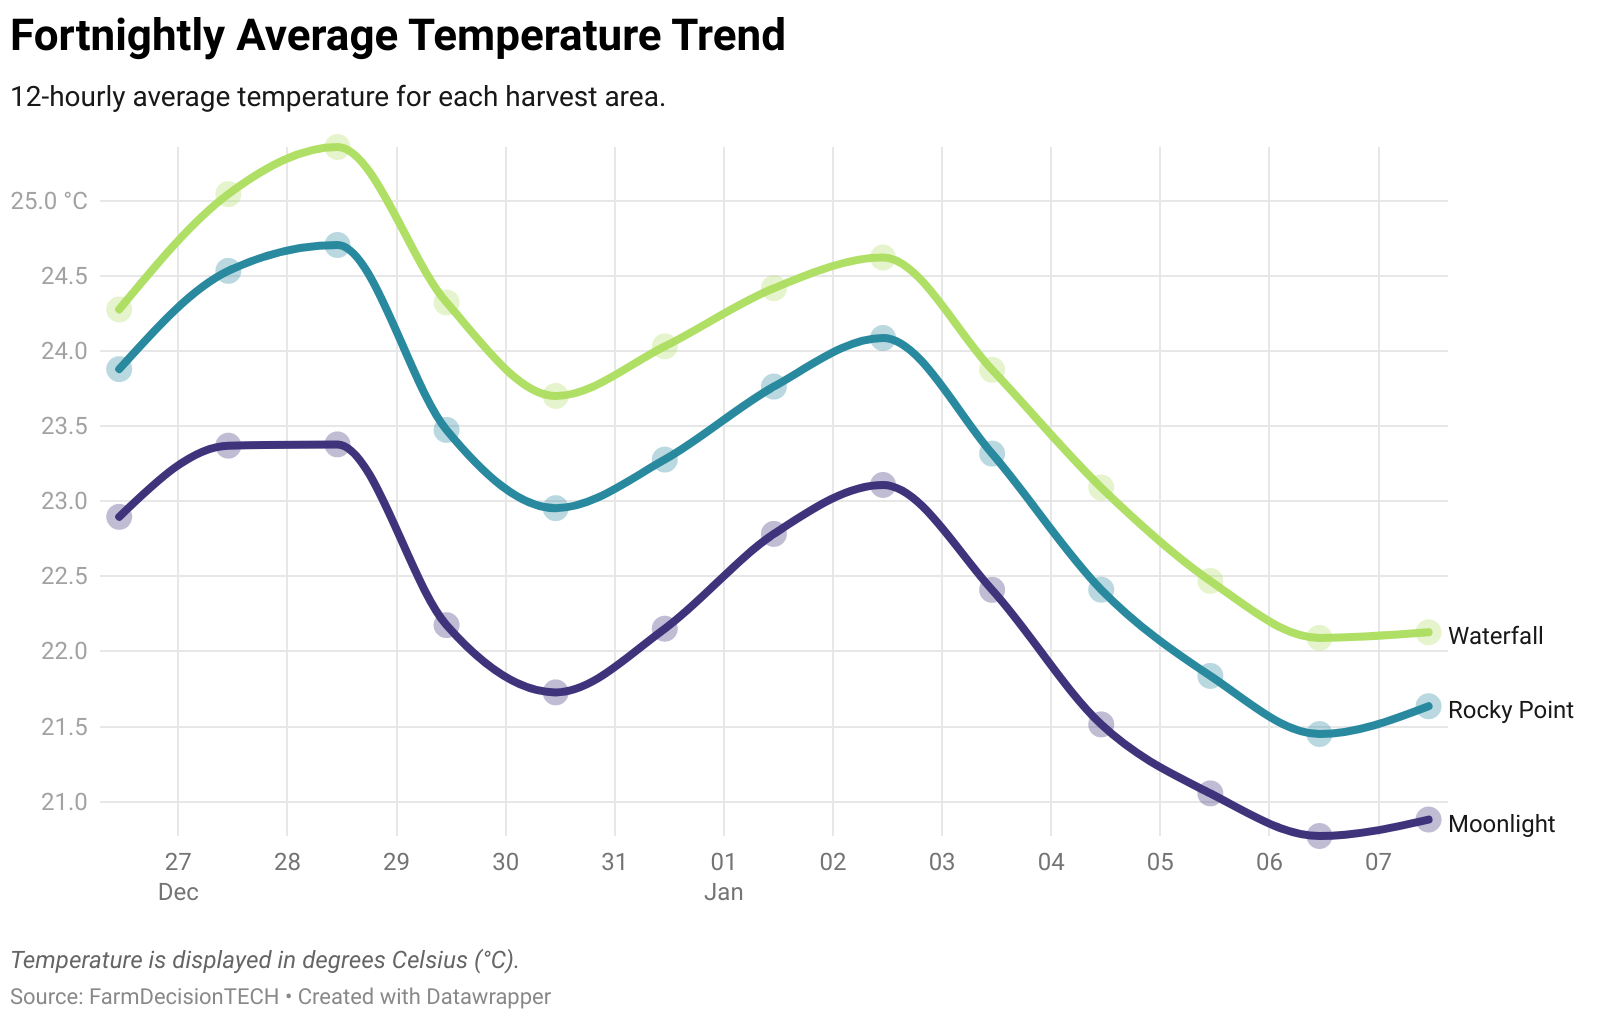 Fortnightly Average Temperature Trend
12-hourly average temperature for each harvest area.
25.0 °C
24.5
24.0
23.5
23.0
22.5
22.0
21.5
21.0
Waterfall
Rocky Point
Moonlight
27 28 29 30 31 01 02 03 04 05 06 07
Dec Jan
Temperature is displayed in degrees Celsius (°C).
Source: FarmDecisionTECH • Created with Datawrapper